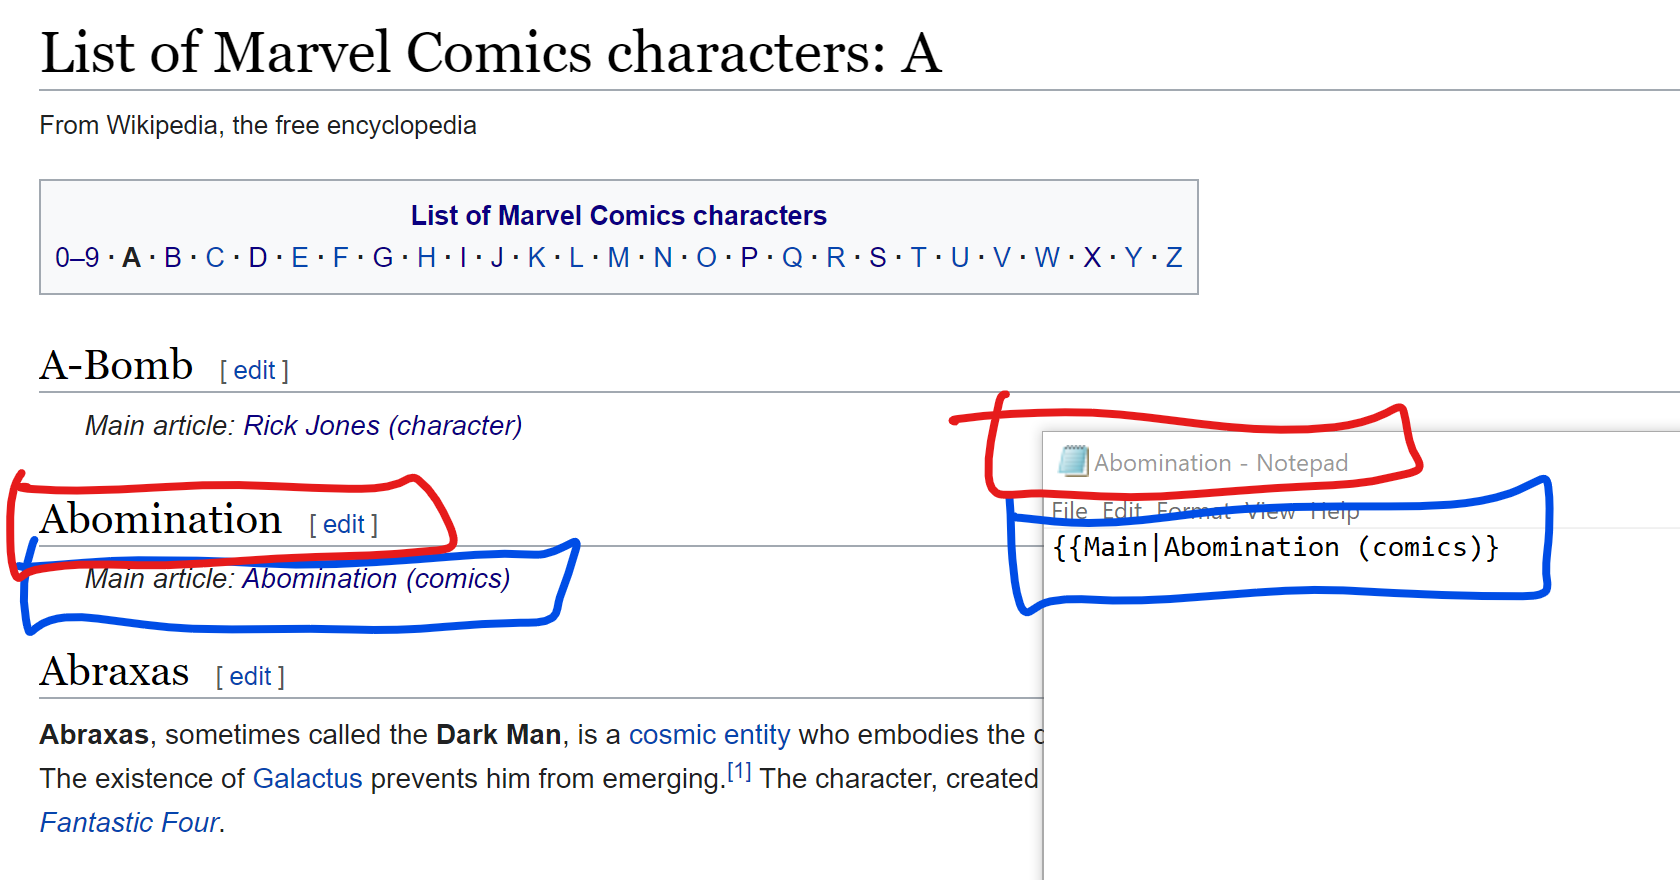 List of Marvel Comics characters: A
From Wikipedia, the free encyclopedia
List of Marvel Comics characters
0–9 · A · B · C · D · E · F · G · H · I · J · K · L · M · N · O · P · Q · R · S · T · U · V · W · X · Y · Z
A-Bomb [ edit ]
Main article: Rick Jones (character)
Abomination [ edit ]
Main article: Abomination (comics)
Abraxas [ edit ]
Abraxas, sometimes called the Dark Man, is a cosmic entity who embodies the
The existence of Galactus prevents him from emerging.[1] The character, created
Fantastic Four.
Abomination - Notepad
File Edit Format View Help
{{Main|Abomination (comics)}